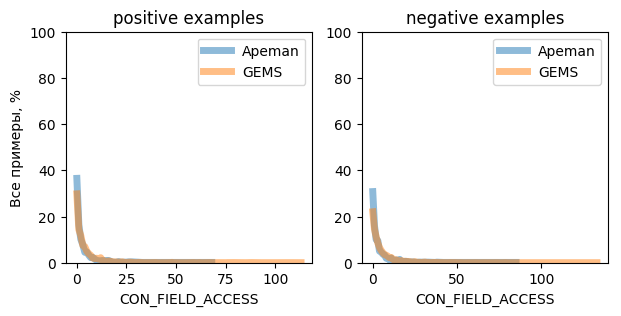 positive examples
negative examples
Все примеры, %
100
80
60
40
20
0
Apeman
GEMS
0 25 50 75 100
CON_FIELD_ACCESS
100
80
60
40
20
0
Apeman
GEMS
0 50 100
CON_FIELD_ACCESS